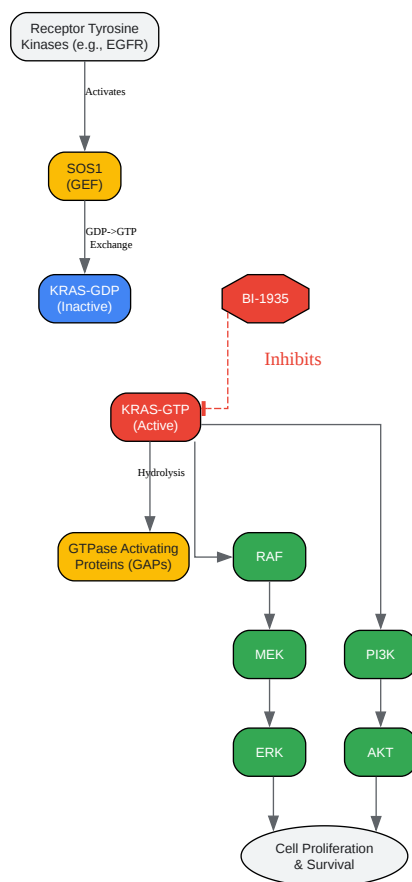 Receptor Tyrosine
Kinases (e.g., EGFR)
Activates
SOS1
(GEF)
GDP->GTP
Exchange
KRAS-GDP
(Inactive)
BI-1935
Inhibits
KRAS-GTP
(Active)
Hydrolysis
GTPase Activating
Proteins (GAPs)
RAF
MEK
PI3K
ERK
AKT
Cell Proliferation
& Survival